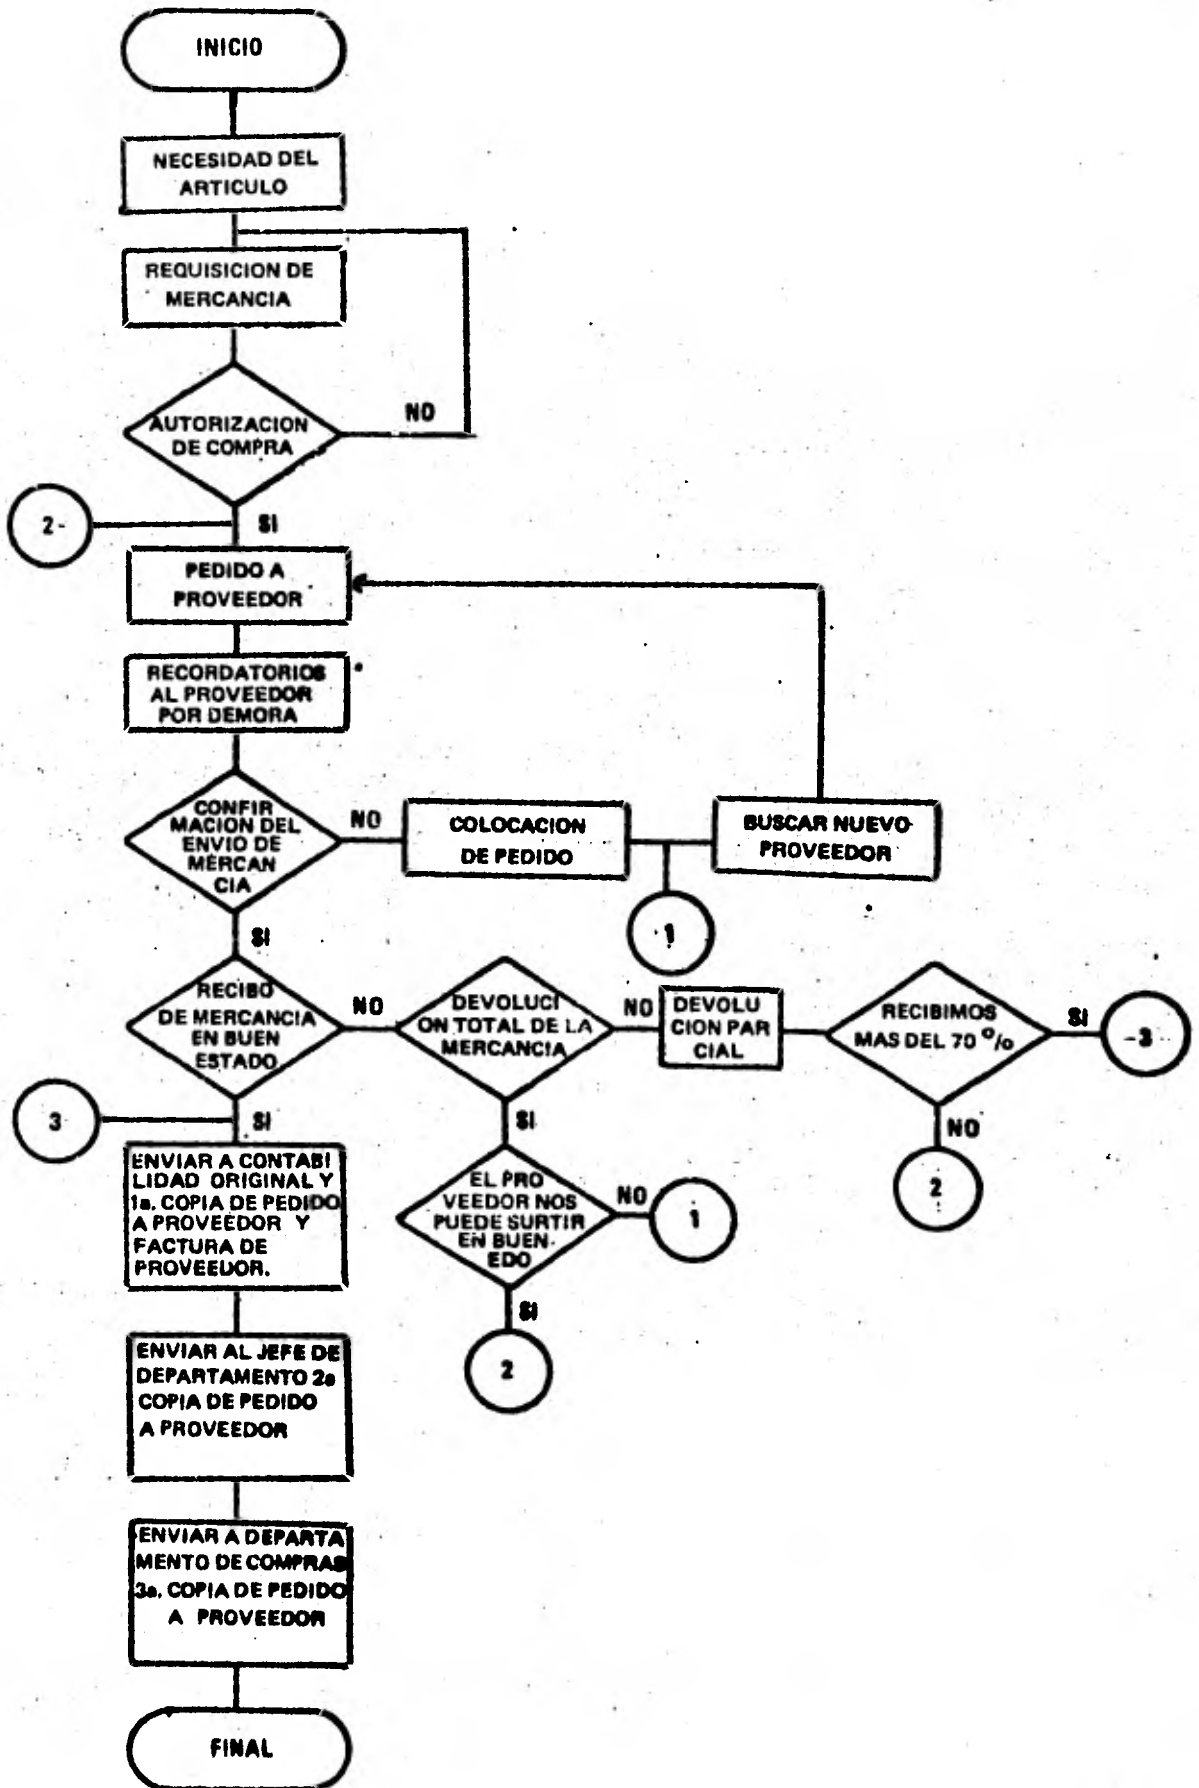 INICIO
NECESIDAD DEL
ARTICULO
REQUISICION DE
MERCANCIA
AUTORIZACION
DE COMPRA
NO
2-
SI
PEDIDO A
PROVEEDOR
RECORDATORIOS
AL PROVEEDOR
POR DEMORA
CONFIR
MACION DEL
ENVIO DE
MERCAN
CIA
NO
COLOCACION
DE PEDIDO
BUSCAR NUEVO
PROVEEDOR
1
SI
RECIBO
DE MERCANCIA
EN BUEN
ESTADO
NO
DEVOLUCI
ON TOTAL DE LA
MERCANCIA
NO
DEVOLU
CION PAR
CIAL
RECIBIMOS
MAS DEL 70 %
SI
-3
NO
2
3
SI
SI
EL PRO
VEEDOR NOS
PUEDE SURTIR
EN BUEN
EDO
NO
1
SI
2
ENVIAR A CONTABI
LIDAD ORIGINAL Y
1a. COPIA DE PEDIDO
A PROVEEDOR Y
FACTURA DE
PROVEEDOR.
ENVIAR AL JEFE DE
DEPARTAMENTO 2a
COPIA DE PEDIDO
A PROVEEDOR
ENVIAR A DEPARTA
MENTO DE COMPRAS
3a. COPIA DE PEDIDO
A PROVEEDOR
FINAL